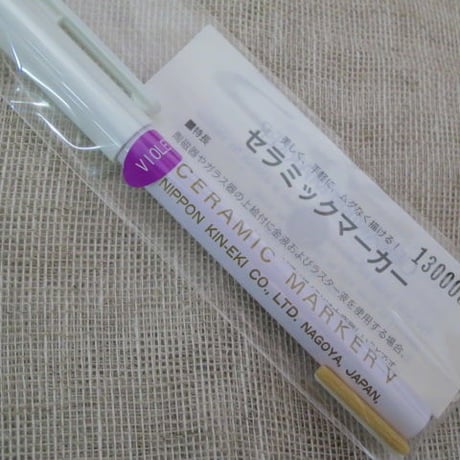 VIOLE
CERAMIC MARKER V
NIPPON KIN-EKI CO., LTD. NAGOYA, JAPAN.
美しく、手軽に、ムダなく描ける!
セラミックマーカー
13000
■特長
陶磁器やガラス器の上絵付に金液およびラスター液を使用する場合、